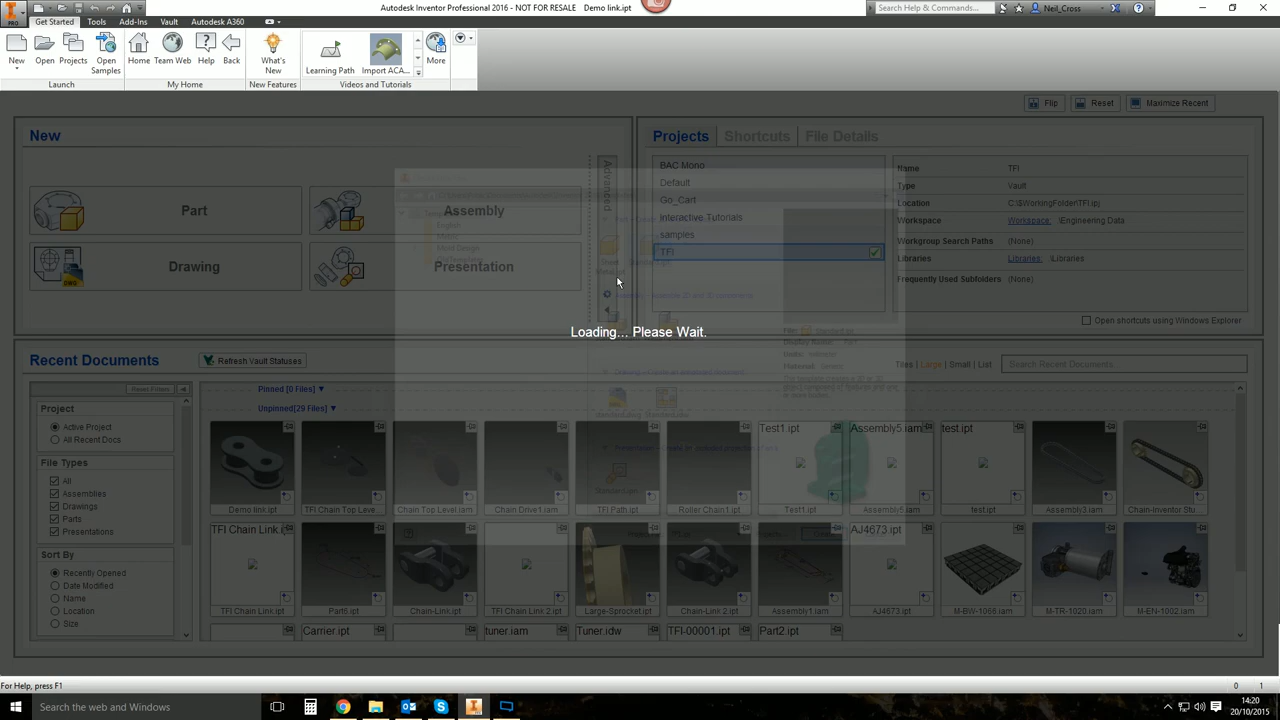 Autodesk Inventor Professional 2016 - NOT FOR RESALE Demo link.ipt
Search Help & Commands...
Neil_Cross
PRO
Get Started Tools Add-Ins Vault Autodesk A360
New Open Projects Open Samples Home Team Web Help Back What's New Learning Path Import ACA... More
Launch My Home New Features Videos and Tutorials
Flip Reset Maximize Recent
New
Part
Assembly
Drawing
Presentation
Advanced
Projects Shortcuts File Details
BAC Mono
Default
Go_Cart
Interactive Tutorials
samples
TFI
Name TFI
Type Vault
Location C:\$WorkingFolder\TFI.ipj
Workspace Workspace: \Engineering Data
Workgroup Search Paths (None)
Libraries Libraries: \Libraries
Frequently Used Subfolders (None)
Open shortcuts using Windows Explorer
Loading... Please Wait.
Recent Documents Refresh Vault Statuses
Tiles | Large | Small | List Search Recent Documents
Reset Filters
Project
Active Project
All Recent Docs
File Types
All
Assemblies
Drawings
Parts
Presentations
Sort By
Recently Opened
Date Modified
Name
Location
Size
Pinned [0 Files]
Unpinned[29 Files]
Test1.ipt Assembly5.iam test.ipt
Demo link.ipt TFI Chain Top Leve... Chain Top Level.iam Chain Drive1.iam TFI Path.ipt Roller Chain1.ipt Test1.ipt Assembly5.iam test.ipt Assembly3.iam Chain-Inventor Stu...
TFI Chain Link.ipt AJ4673.ipt
TFI Chain Link.ipt Part6.ipt Chain-Link.ipt TFI Chain Link 2.ipt Large-Sprocket.ipt Chain-Link 2.ipt Assembly1.iam AJ4673.ipt M-BW-1066.iam M-TR-1020.iam M-EN-1002.iam
Carrier.ipt tuner.iam Tuner.idw TFI-00001.ipt Part2.ipt
For Help, press F1
0 1
Search the web and Windows
14:20
20/10/2015